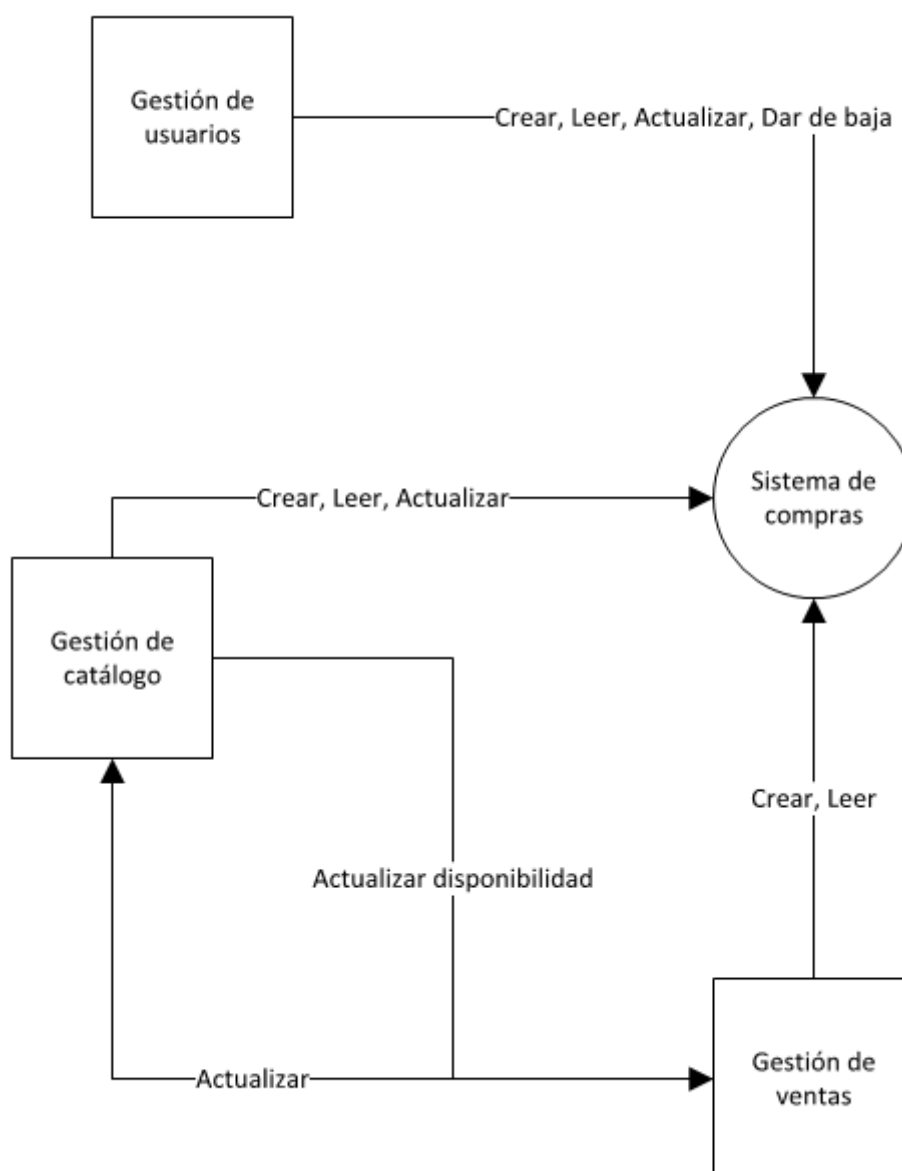 Gestión de
usuarios
Crear, Leer, Actualizar, Dar de baja
Sistema de
compras
Crear, Leer, Actualizar
Gestión de
catálogo
Crear, Leer
Actualizar disponibilidad
Actualizar
Gestión de
ventas